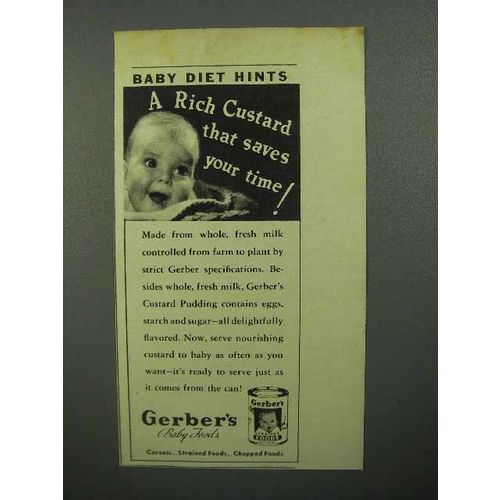 BABY DIET HINTS
A Rich Custard
that saves
your time!
Made from whole, fresh milk
controlled from farm to plant by
strict Gerber specifications. Be-
sides whole, fresh milk, Gerber's
Custard Pudding contains eggs,
starch and sugar—all delightfully
flavored. Now, serve nourishing
custard to baby as often as you
want—it's ready to serve just as
it comes from the can!
Gerber's
FOODS
Gerber's
Baby Foods
Cereals.. Strained Foods.. Chopped Foods